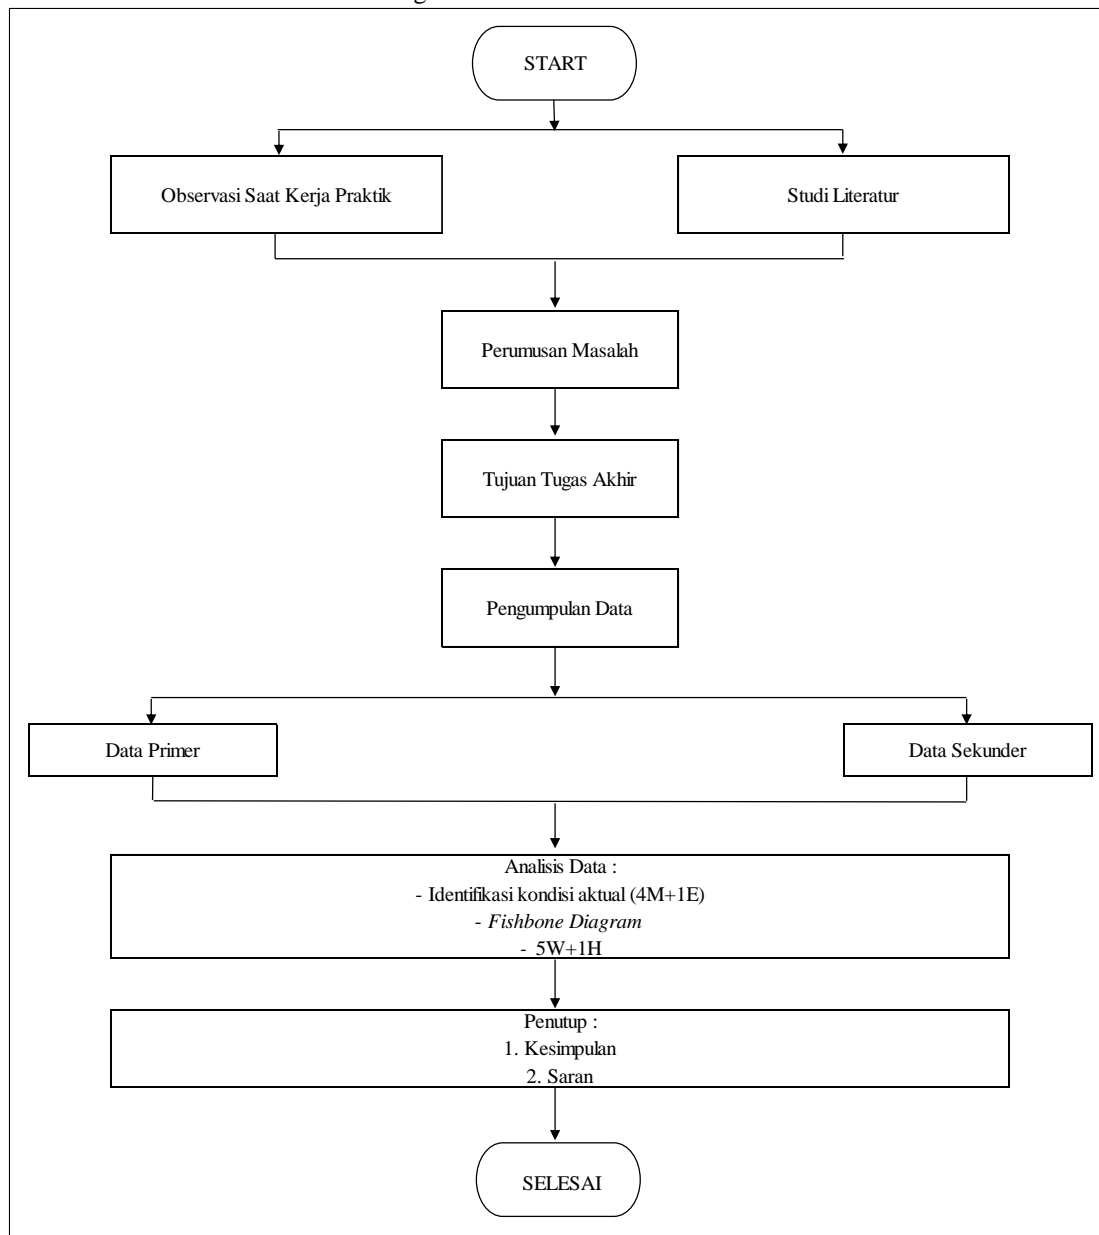 START
Observasi Saat Kerja Praktik
Studi Literatur
Perumusan Masalah
Tujuan Tugas Akhir
Pengumpulan Data
Data Primer
Data Sekunder
Analisis Data :
- Identifikasi kondisi aktual (4M+1E)
- Fishbone Diagram
- 5W+1H
Penutup :
1. Kesimpulan
2. Saran
SELESAI